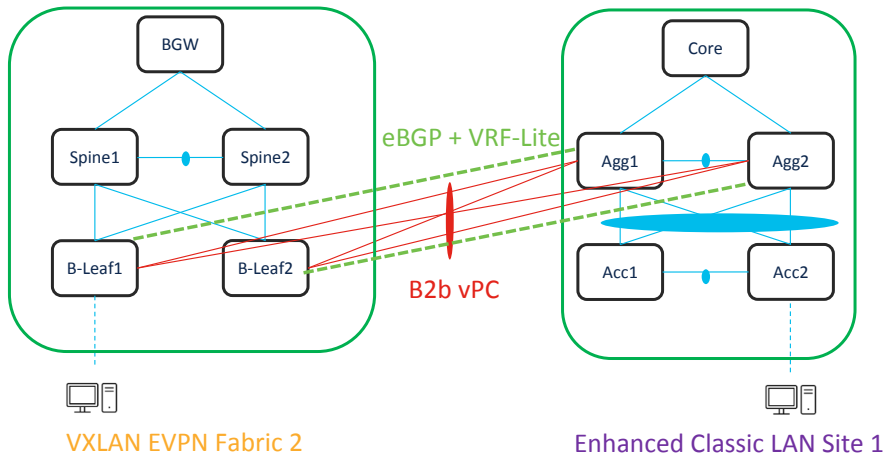 BGW
Core
eBGP + VRF-Lite
Spine1
Spine2
Agg1
Agg2
B-Leaf1
B-Leaf2
B2b vPC
Acc1
Acc2
VXLAN EVPN Fabric 2
Enhanced Classic LAN Site 1